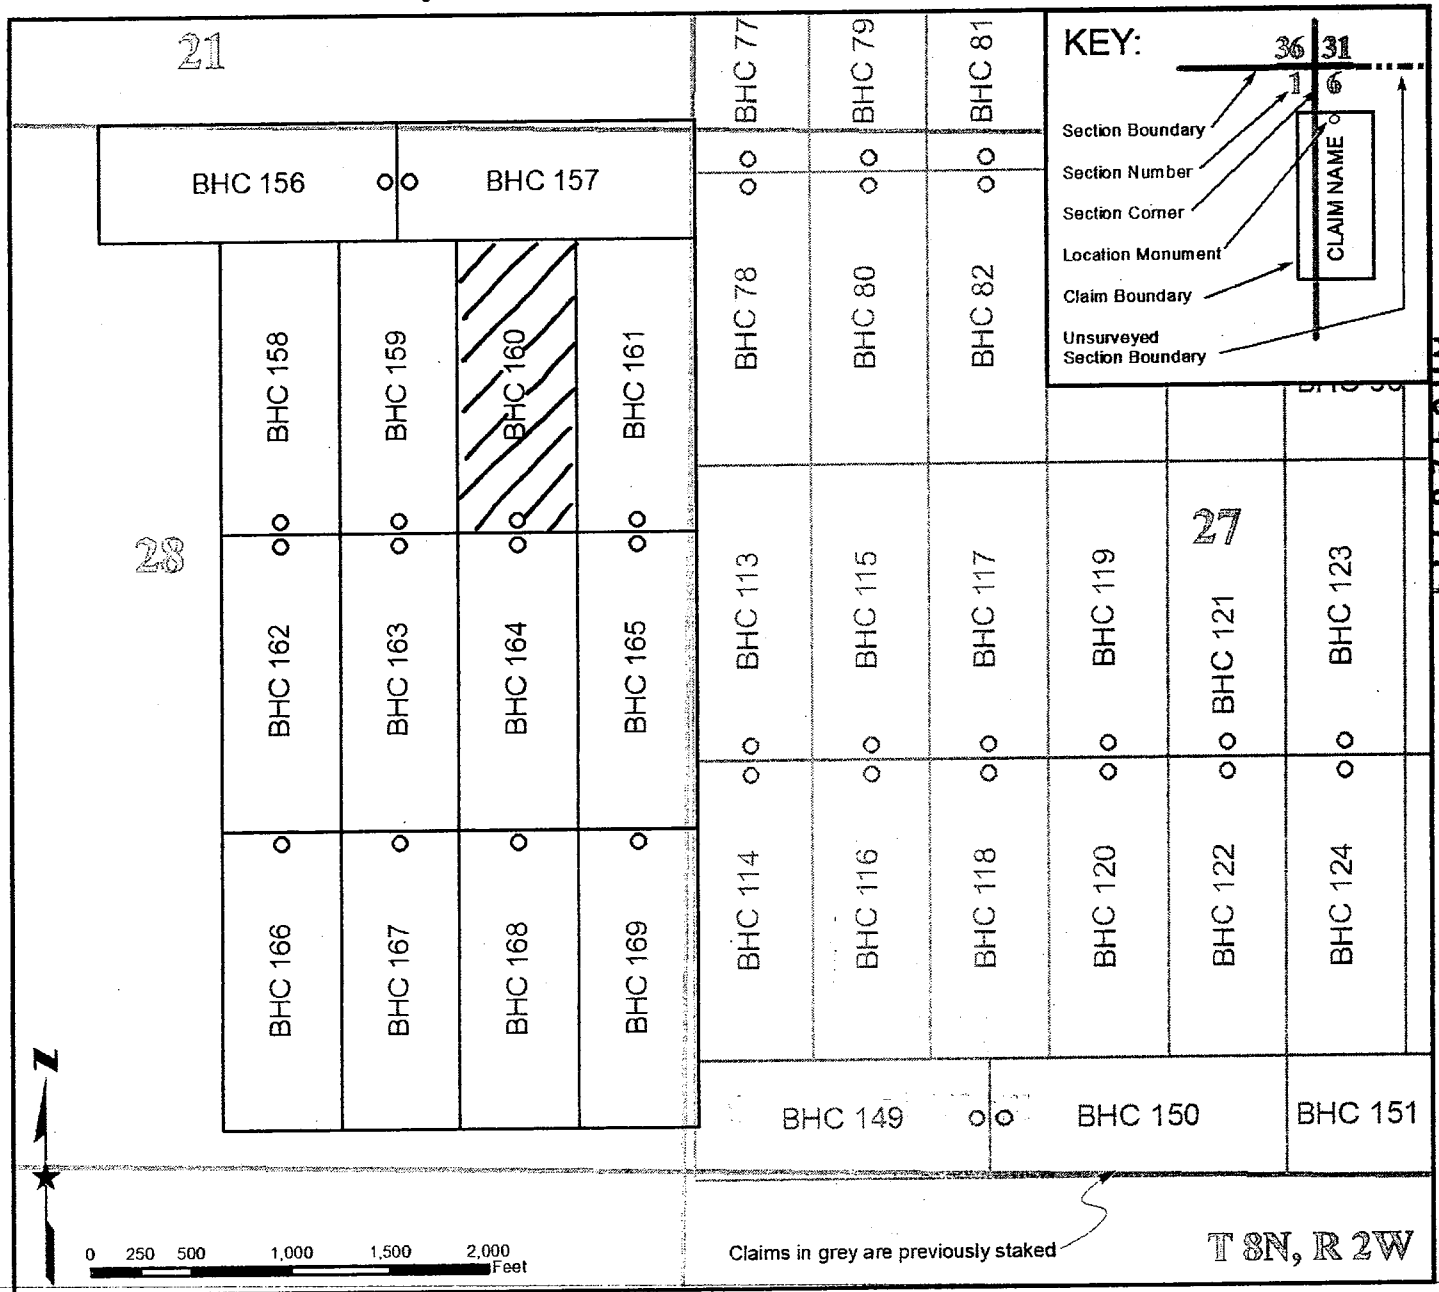 21
BHC 77
BHC 79
BHC 81
KEY:
36 31
1 6
Section Boundary
Section Number
Section Corner
Location Monument
Claim Boundary
Unsurveyed
Section Boundary
CLAIM NAME
BHC 156
BHC 157
BHC 78
BHC 80
BHC 82
BHC 158
BHC 159
BHC 160
BHC 161
28
27
BHC 113
BHC 115
BHC 117
BHC 119
BHC 121
BHC 123
BHC 162
BHC 163
BHC 164
BHC 165
BHC 114
BHC 116
BHC 118
BHC 120
BHC 122
BHC 124
BHC 166
BHC 167
BHC 168
BHC 169
BHC 149
BHC 150
BHC 151
N
0 250 500 1,000 1,500 2,000
Feet
Claims in grey are previously staked
T 8N, R 2W